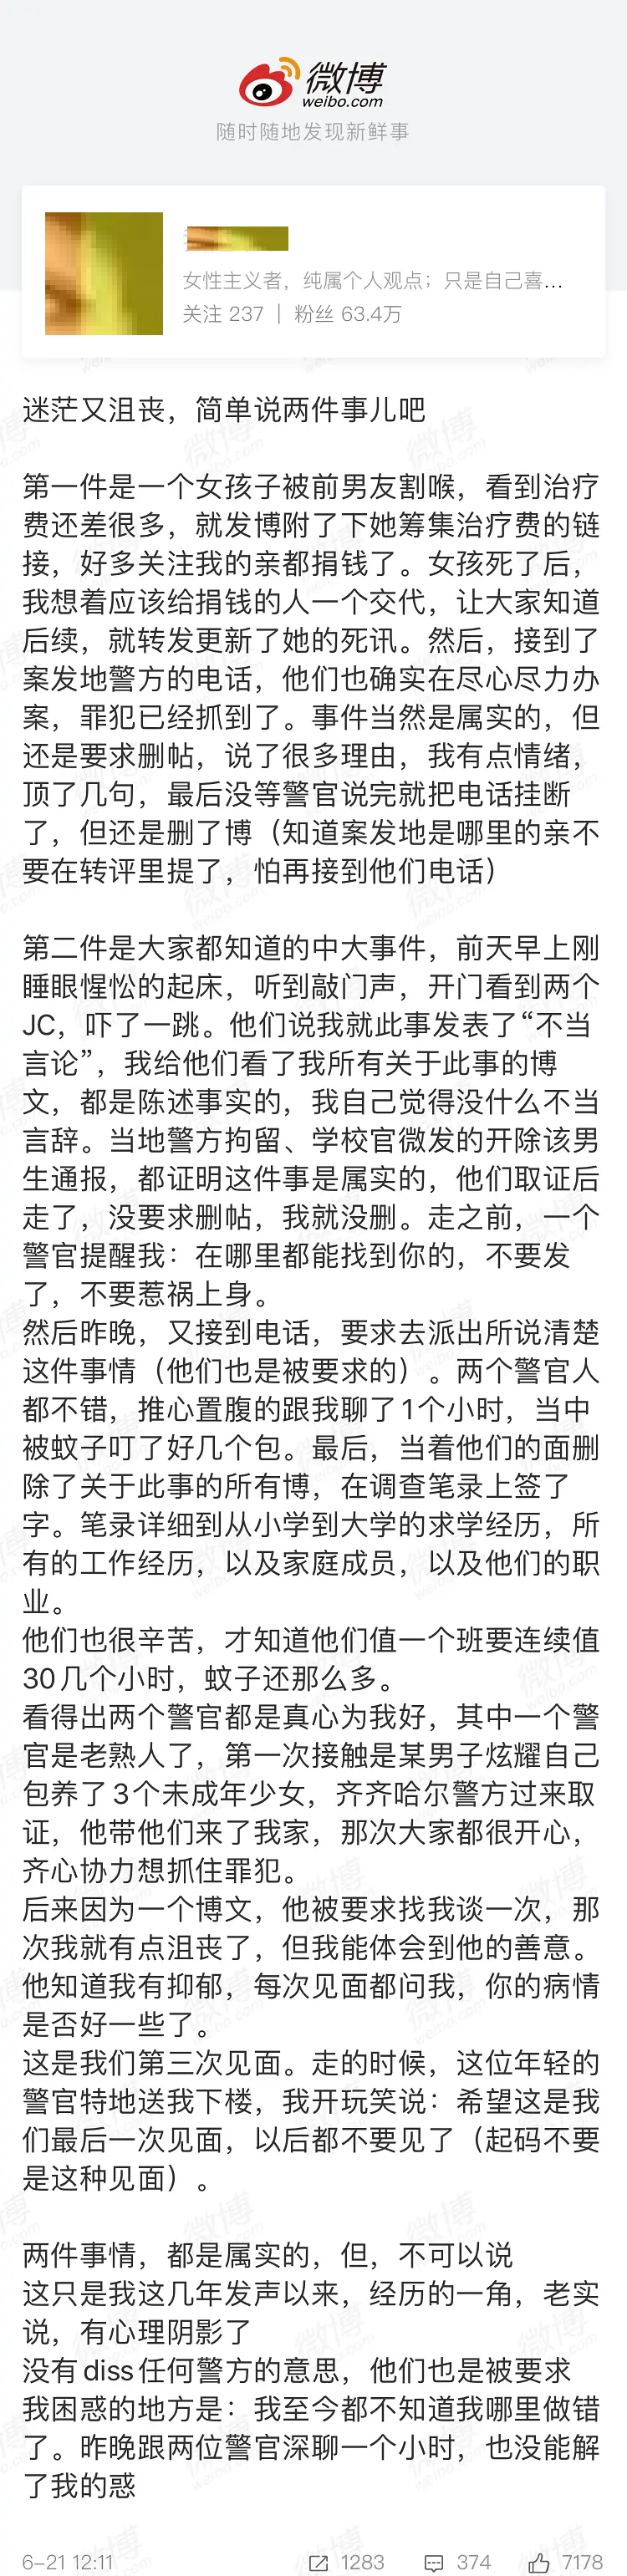 微博
weibo.com
随时随地发现新鲜事
女性主义者，纯属个人观点；只是自己喜...
关注 237 | 粉丝 63.4万
迷茫又沮丧，简单说两件事儿吧
第一件是一个女孩子被前男友割喉，看到治疗
费还差很多，就发博附了下她筹集治疗费的链
接，好多关注我的亲都捐钱了。女孩死了后，
我想着应该给捐钱的人一个交代，让大家知道
后续，就转发更新了她的死讯。然后，接到了
案发地警方的电话，他们也确实在尽心尽力办
案，罪犯已经抓到了。事件当然是属实的，但
还是要求删帖，说了很多理由，我有点情绪，
顶了几句，最后没等警官说完就把电话挂断
了，但还是删了博（知道案发地是哪里的亲不
要在转评里提了，怕再接到他们电话）
第二件是大家都知道的中大事件，前天早上刚
睡眼惺忪的起床，听到敲门声，开门看到两个
JC，吓了一跳。他们说我就此事发表了“不当
言论”，我给他们看了我所有关于此事的博
文，都是陈述事实的，我自己觉得没什么不当
言辞。当地警方拘留、学校官微发的开除该男
生通报，都证明这件事是属实的，他们取证后
走了，没要求删帖，我就没删。走之前，一个
警官提醒我：在哪里都能找到你的，不要发
了，不要惹祸上身。
然后昨晚，又接到电话，要求去派出所说清楚
这件事情（他们也是被要求的）。两个警官人
都不错，推心置腹的跟我聊了1个小时，当中
被蚊子叮了好几个包。最后，当着他们的面删
除了关于此事的所有博，在调查笔录上签了
字。笔录详细到从小学到大学的求学经历，所
有的工作经历，以及家庭成员，以及他们的职
业。
他们也很辛苦，才知道他们值一个班要连续值
30几个小时，蚊子还那么多。
看得出两个警官都是真心为我好，其中一个警
官是老熟人了，第一次接触是某男子炫耀自己
包养了3个未成年少女，齐齐哈尔警方过来取
证，他带他们来了我家，那次大家都很开心，
齐心协力想抓住罪犯。
后来因为一个博文，他被要求找我谈一次，那
次我就有点沮丧了，但我能体会到他的善意。
他知道我有抑郁，每次见面都问我，你的病情
是否好一些了。
这是我们第三次见面。走的时候，这位年轻的
警官特地送我下楼，我开玩笑说：希望这是我
们最后一次见面，以后都不要见了（起码不要
是这种见面）。
两件事情，都是属实的，但，不可以说
这只是我这几年发声以来，经历的一角，老实
说，有心理阴影了
没有diss任何警方的意思，他们也是被要求
我困惑的地方是：我至今都不知道我哪里做错
了。昨晚跟两位警官深聊一个小时，也没能解
了我的惑
6-21 12:11 1283 374 7178